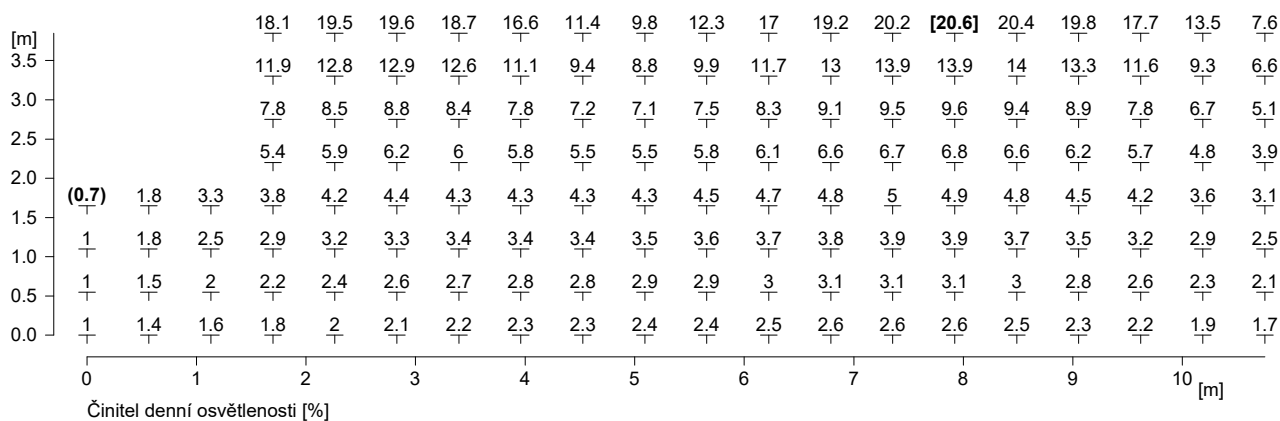 18.1 19.5 19.6 18.7 16.6 11.4 9.8 12.3 17 19.2 20.2 [20.6] 20.4 19.8 17.7 13.5 7.6
[m]
3.5 11.9 12.8 12.9 12.6 11.1 9.4 8.8 9.9 11.7 13 13.9 13.9 14 13.3 11.6 9.3 6.6
3.0 7.8 8.5 8.8 8.4 7.8 7.2 7.1 7.5 8.3 9.1 9.5 9.6 9.4 8.9 7.8 6.7 5.1
2.5 5.4 5.9 6.2 6 5.8 5.5 5.5 5.8 6.1 6.6 6.7 6.8 6.6 6.2 5.7 4.8 3.9
2.0 (0.7) 1.8 3.3 3.8 4.2 4.4 4.3 4.3 4.3 4.3 4.5 4.7 4.8 5 4.9 4.8 4.5 4.2 3.6 3.1
1.5 1 1.8 2.5 2.9 3.2 3.3 3.4 3.4 3.4 3.5 3.6 3.7 3.8 3.9 3.9 3.7 3.5 3.2 2.9 2.5
1.0
1 1.5 2 2.2 2.4 2.6 2.7 2.8 2.8 2.9 2.9 3 3.1 3.1 3.1 3 2.8 2.6 2.3 2.1
0.5
1 1.4 1.6 1.8 2 2.1 2.2 2.3 2.3 2.4 2.4 2.5 2.6 2.6 2.6 2.5 2.3 2.2 1.9 1.7
0.0
0 1 2 3 4 5 6 7 8 9 10 [m]
Činitel denní osvětlenosti [%]